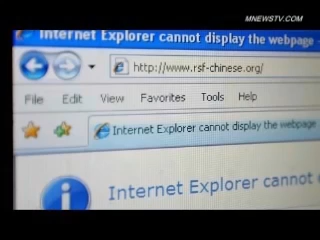 MNEWSTV.COM
Internet Explorer cannot display the webpage -
http://www.rsf-chinese.org/
File Edit View Favorites Tools Help
Internet Explorer cannot display the webpage
Internet Explorer cannot